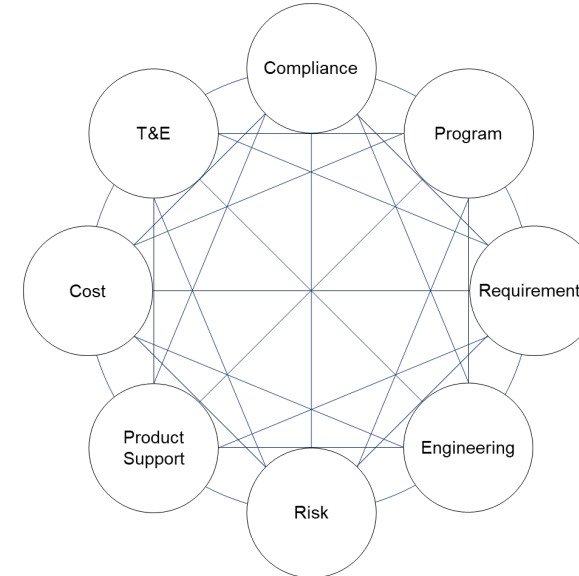 Compliance
T&E
Program
Cost
Requirement
Product
Support
Engineering
Risk